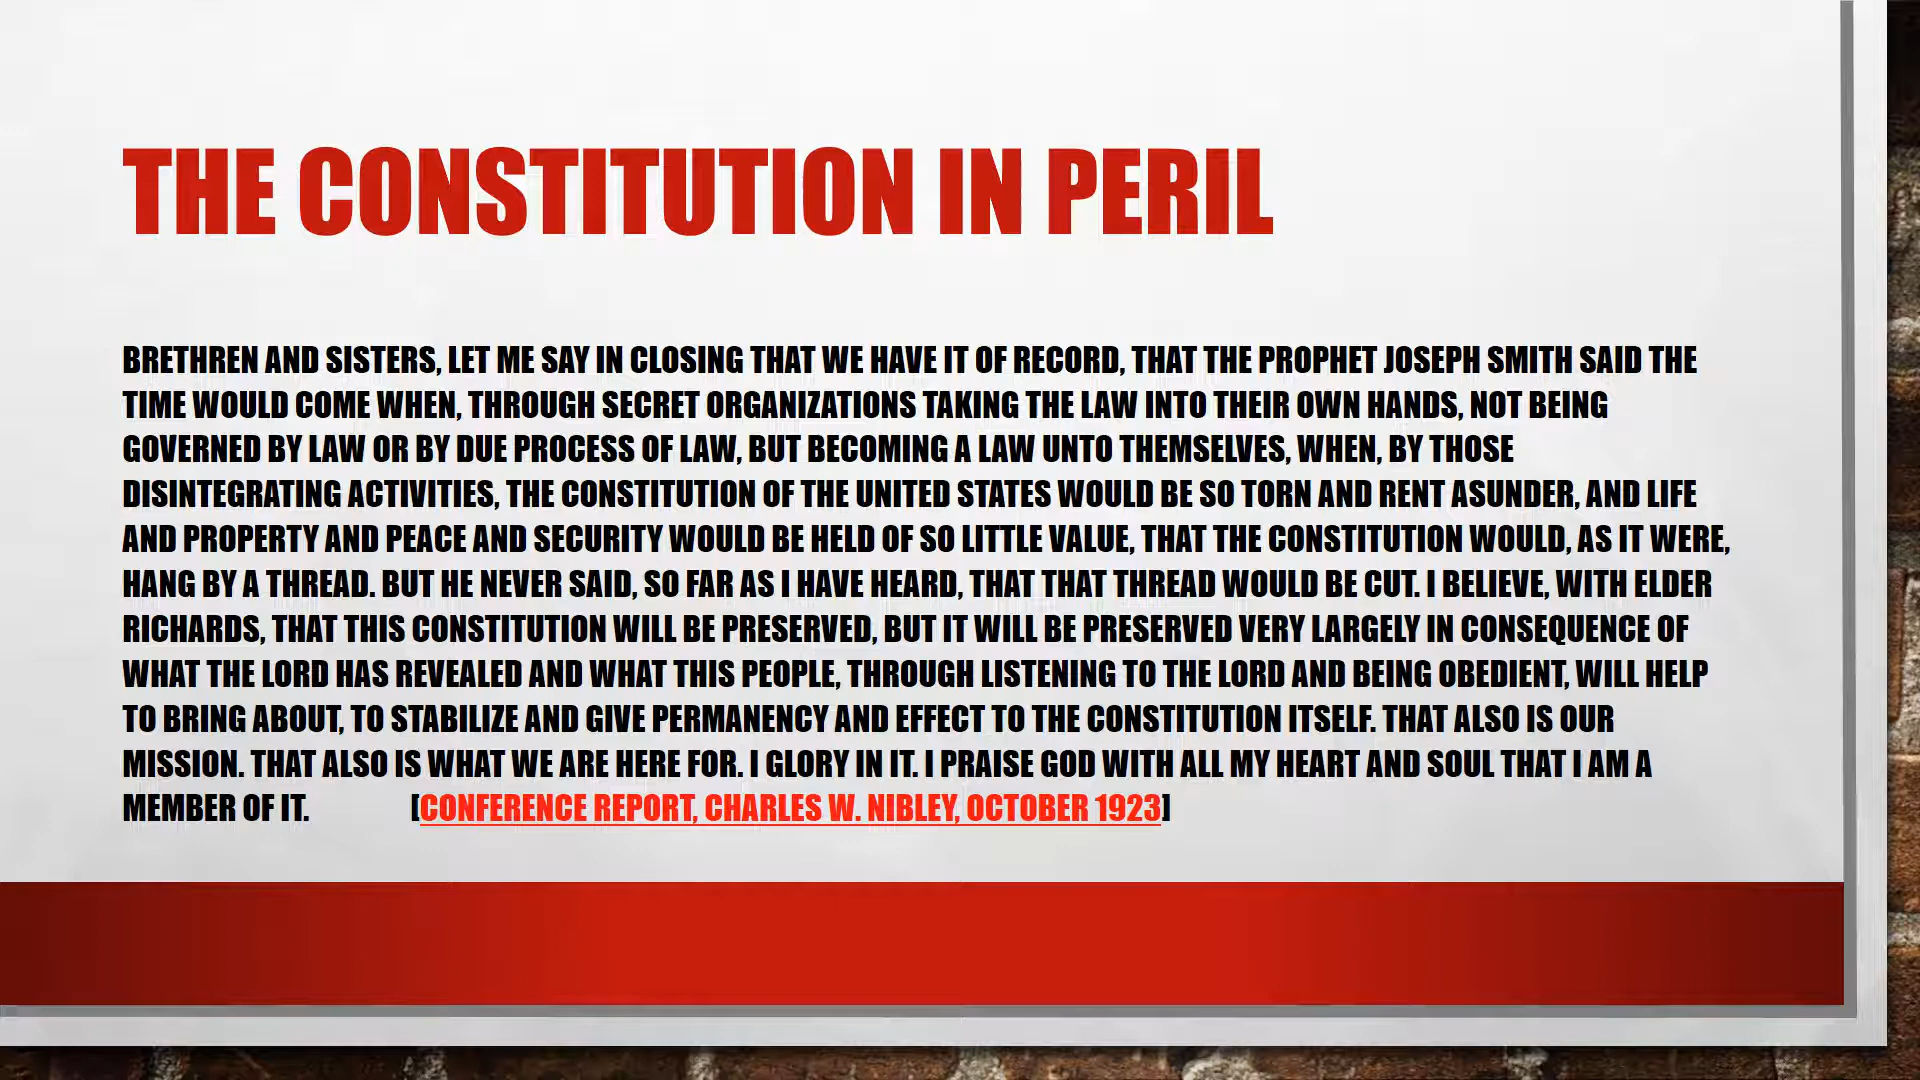 THE CONSTITUTION IN PERIL
BRETHREN AND SISTERS, LET ME SAY IN CLOSING THAT WE HAVE IT OF RECORD, THAT THE PROPHET JOSEPH SMITH SAID THE
TIME WOULD COME WHEN, THROUGH SECRET ORGANIZATIONS TAKING THE LAW INTO THEIR OWN HANDS, NOT BEING
GOVERNED BY LAW OR BY DUE PROCESS OF LAW, BUT BECOMING A LAW UNTO THEMSELVES, WHEN, BY THOSE
DISINTEGRATING ACTIVITIES, THE CONSTITUTION OF THE UNITED STATES WOULD BE SO TORN AND RENT ASUNDER, AND LIFE
AND PROPERTY AND PEACE AND SECURITY WOULD BE HELD OF SO LITTLE VALUE, THAT THE CONSTITUTION WOULD, AS IT WERE,
HANG BY A THREAD. BUT HE NEVER SAID, SO FAR AS I HAVE HEARD, THAT THAT THREAD WOULD BE CUT. I BELIEVE, WITH ELDER
RICHARDS, THAT THIS CONSTITUTION WILL BE PRESERVED, BUT IT WILL BE PRESERVED VERY LARGELY IN CONSEQUENCE OF
WHAT THE LORD HAS REVEALED AND WHAT THIS PEOPLE, THROUGH LISTENING TO THE LORD AND BEING OBEDIENT, WILL HELP
TO BRING ABOUT, TO STABILIZE AND GIVE PERMANENCY AND EFFECT TO THE CONSTITUTION ITSELF. THAT ALSO IS OUR
MISSION. THAT ALSO IS WHAT WE ARE HERE FOR. I GLORY IN IT. I PRAISE GOD WITH ALL MY HEART AND SOUL THAT I AM A
MEMBER OF IT. [CONFERENCE REPORT, CHARLES W. NIBLEY, OCTOBER 1923]